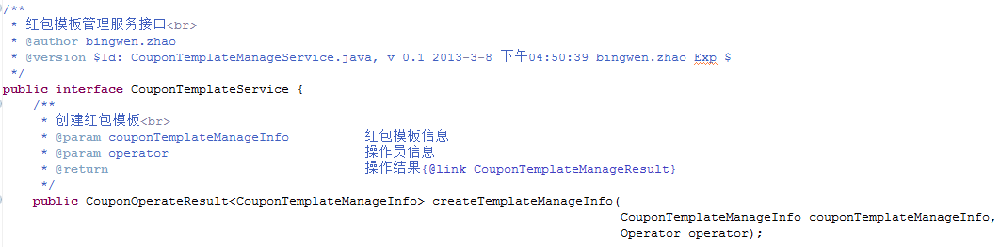 /**
 * 红包模板管理服务接口<br>
 * @author bingwen.zhao
 * @version $Id: CouponTemplateManageService.java, v 0.1 2013-3-8 下午04:50:39 bingwen.zhao Exp $
 */
public interface CouponTemplateService {
    /**
     * 创建红包模板<br>
     * @param couponTemplateManageInfo          红包模板信息
     * @param operator                          操作员信息
     * @return                                  操作结果{@link CouponTemplateManageResult}
     */
    public CouponOperateResult<CouponTemplateManageInfo> createTemplateManageInfo(
                                                                                  CouponTemplateManageInfo couponTemplateManageInfo,
                                                                                  Operator operator);